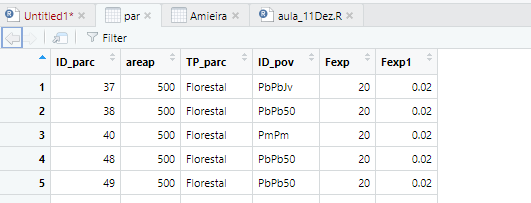 Untitled1* par Amieira aula_11Dez.R
Filter
ID_parc areap TP_parc ID_pov Fexp Fexp1
1 37 500 Florestal PbPbJv 20 0.02
2 38 500 Florestal PbPb50 20 0.02
3 40 500 Florestal PmPm 20 0.02
4 48 500 Florestal PbPb50 20 0.02
5 49 500 Florestal PbPb50 20 0.02